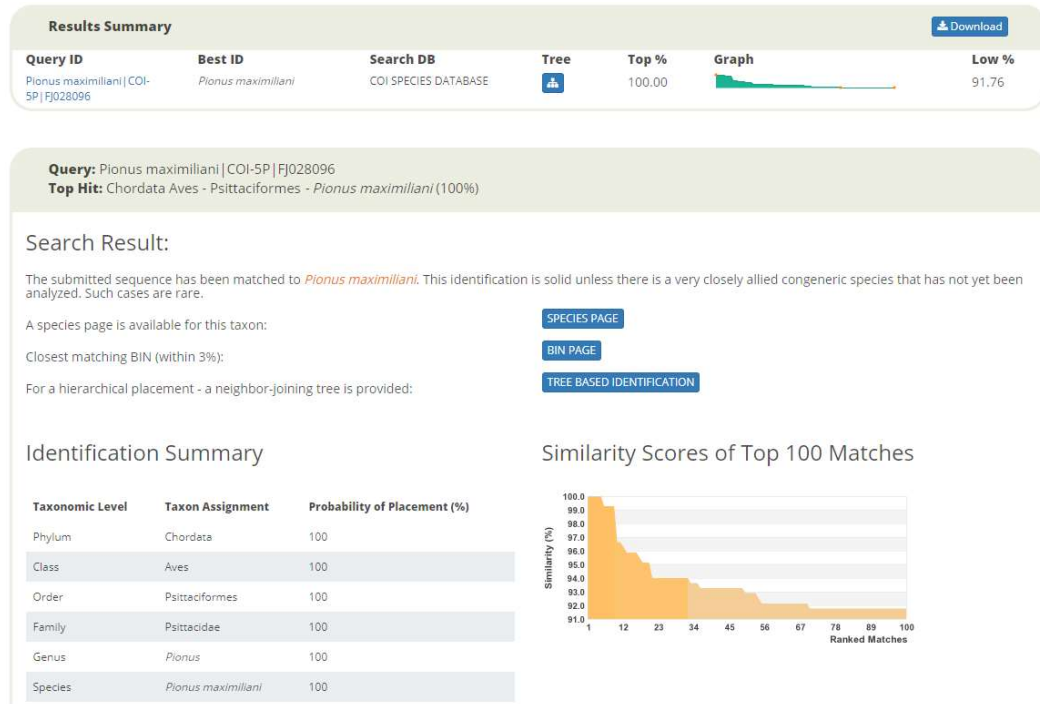 Results Summary
Download
Query ID Best ID Search DB Tree Top % Graph Low %
Pionus maximiliani|COI- Pionus maximiliani COI SPECIES DATABASE 100.00 91.76
5P|FJ028096
Query: Pionus maximiliani|COI-5P|FJ028096
Top Hit: Chordata Aves - Psittaciformes - Pionus maximiliani (100%)
Search Result:
The submitted sequence has been matched to Pionus maximiliani. This identification is solid unless there is a very closely allied congeneric species that has not yet been
analyzed. Such cases are rare.
A species page is available for this taxon: SPECIES PAGE
Closest matching BIN (within 3%): BIN PAGE
For a hierarchical placement - a neighbor-joining tree is provided: TREE BASED IDENTIFICATION
Identification Summary
Taxonomic Level Taxon Assignment Probability of Placement (%)
Phylum Chordata 100
Class Aves 100
Order Psittaciformes 100
Family Psittacidae 100
Genus Pionus 100
Species Pionus maximiliani 100
Similarity Scores of Top 100 Matches
Similarity (%)
100.0
99.0
98.0
97.0
96.0
95.0
94.0
93.0
92.0
91.0
1 12 23 34 45 56 67 78 89 100
Ranked Matches